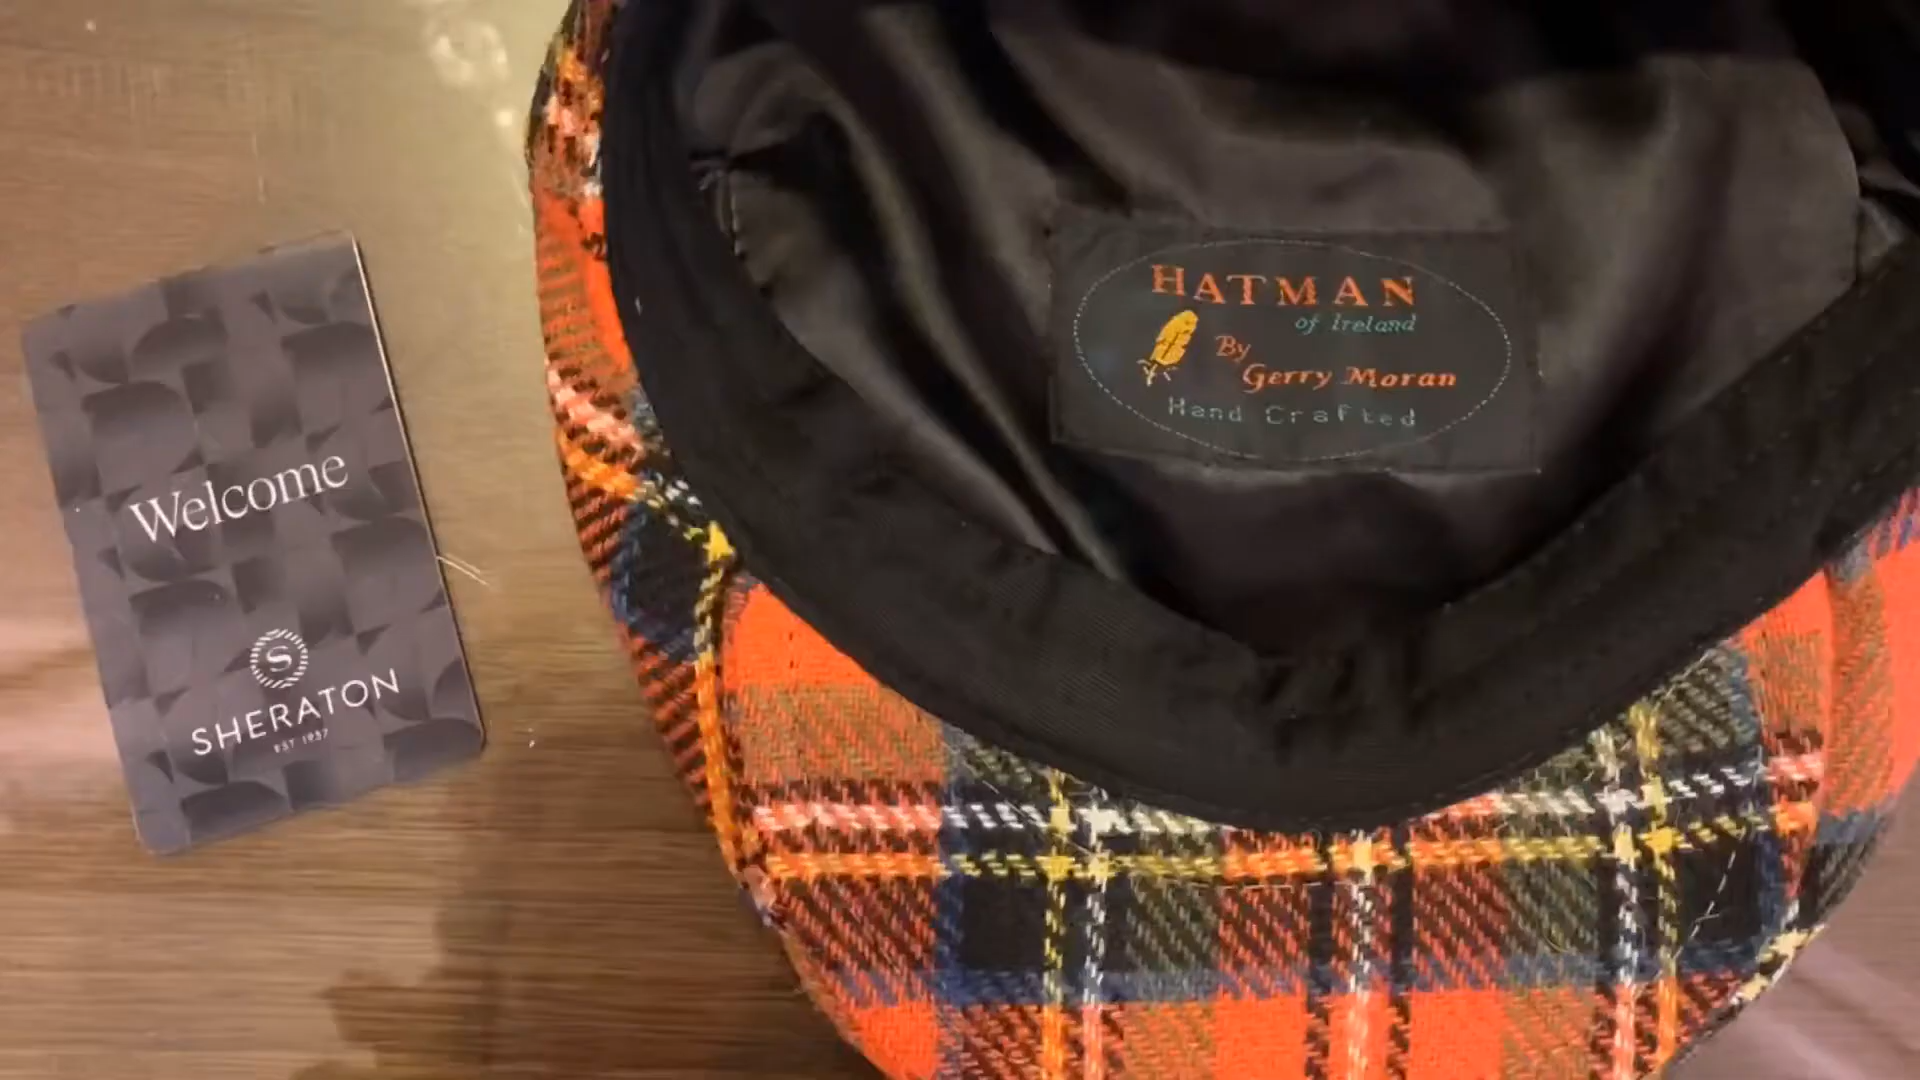 Welcome
S
SHERATON
EST 1937
HATMAN
of Ireland
By
Gerry Moran
Hand Crafted